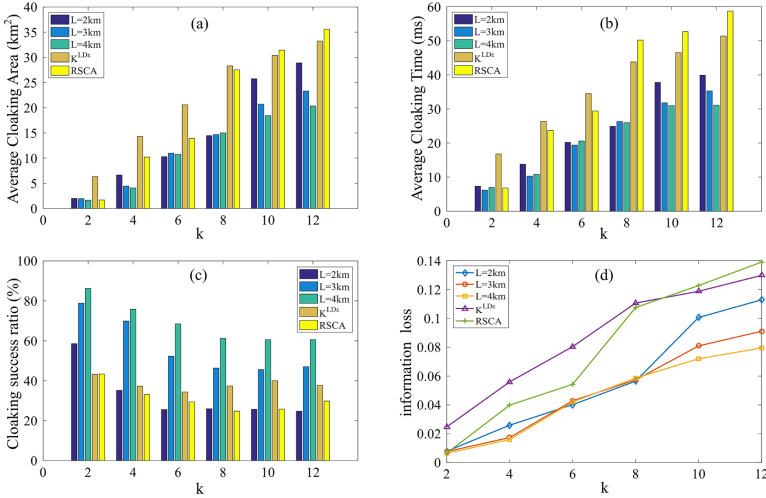 (a)
Average Cloaking Area (km²)
40
35
30
25
20
15
10
5
0
L=2km
L=3km
L=4km
K^LDε
RSCA
0 2 4 6 8 10 12
k
(b)
Average Cloaking Time (ms)
60
50
40
30
20
10
0
L=2km
L=3km
L=4km
K^LDε
RSCA
0 2 4 6 8 10 12
k
(c)
Cloaking success ratio (%)
100
80
60
40
20
0
L=2km
L=3km
L=4km
K^LDε
RSCA
0 2 4 6 8 10 12
k
(d)
information loss
0.14
0.12
0.1
0.08
0.06
0.04
0.02
0
L=2km
L=3km
L=4km
K^LDε
RSCA
2 4 6 8 10 12
k